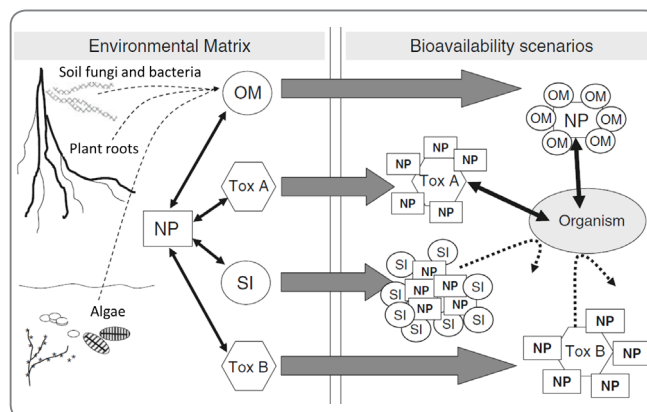 Environmental Matrix
Bioavailability scenarios
Soil fungi and bacteria
Plant roots
Algae
OM
Tox A
NP
SI
Tox B
OM
OM
OM
OM
NP
OM
OM
OM
NP
NP
NP
Tox A
NP
NP
Organism
SI
SI
NP
SI
NP
NP
SI
NP
NP
SI
SI
SI
SI
NP
NP
NP
Tox B
NP
NP
NP